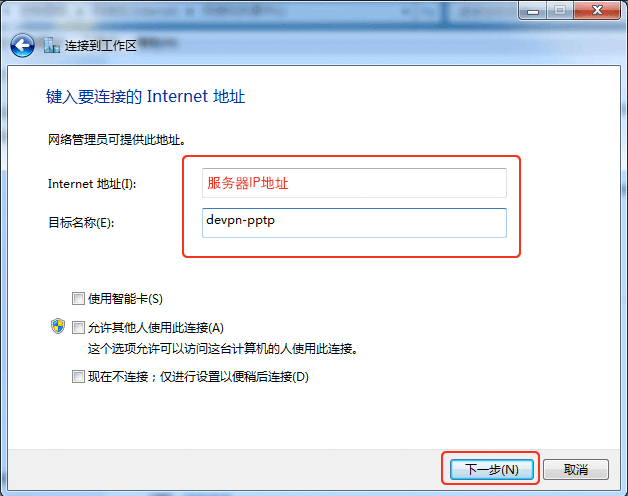 连接到工作区
键入要连接的 Internet 地址
网络管理员可提供此地址。
Internet 地址(I):
服务器IP地址
目标名称(E):
devpn-pptp
使用智能卡(S)
允许其他人使用此连接(A)
这个选项允许可以访问这台计算机的人使用此连接。
现在不连接；仅进行设置以便稍后连接(D)
下一步(N)
取消